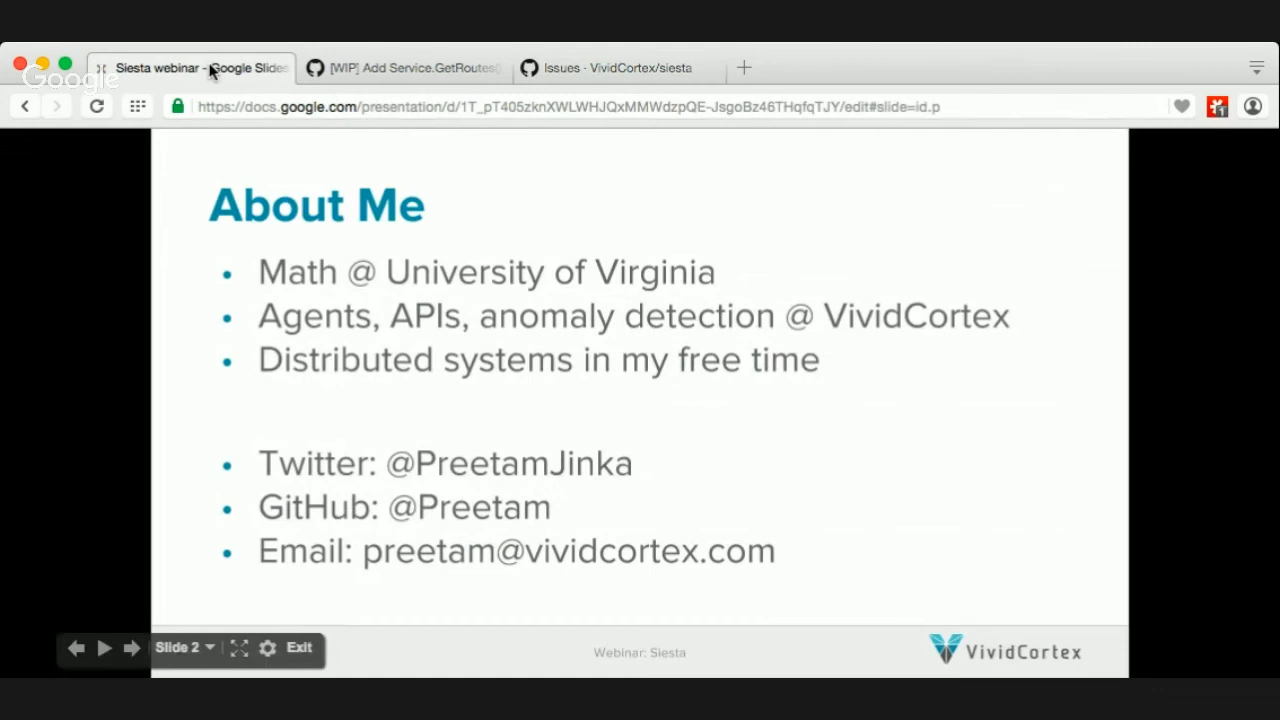 Siesta webinar - Google Slides
[WIP] Add Service.GetRoutes()
Issues · VividCortex/siesta
Google
https://docs.google.com/presentation/d/1T_pT405zknXWLWHJQxMMWdzpQE-JsgoBz46THqfqTJY/edit#slide=id.p
1
About Me
• Math @ University of Virginia
• Agents, APIs, anomaly detection @ VividCortex
• Distributed systems in my free time
• Twitter: @PreetamJinka
• GitHub: @Preetam
• Email: preetam@vividcortex.com
Slide 2
Exit
Webinar: Siesta
VividCortex